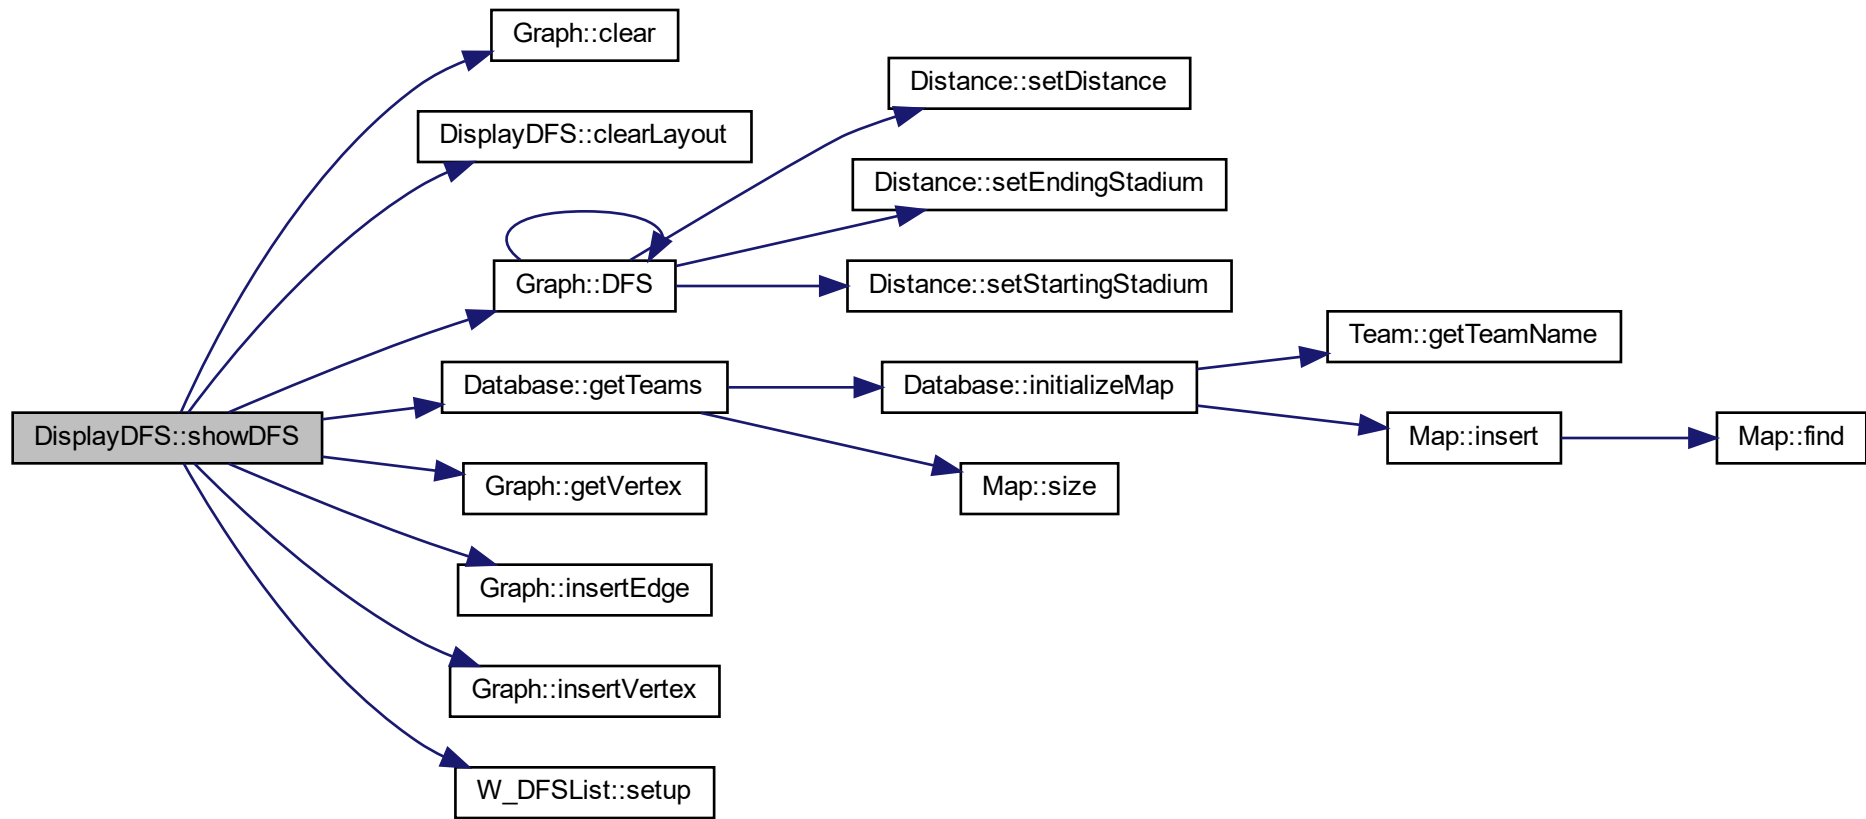 Graph::clear
Distance::setDistance
DisplayDFS::clearLayout
Distance::setEndingStadium
Graph::DFS
Distance::setStartingStadium
Team::getTeamName
Database::getTeams
Database::initializeMap
DisplayDFS::showDFS
Map::insert
Map::find
Graph::getVertex
Map::size
Graph::insertEdge
Graph::insertVertex
W_DFSList::setup